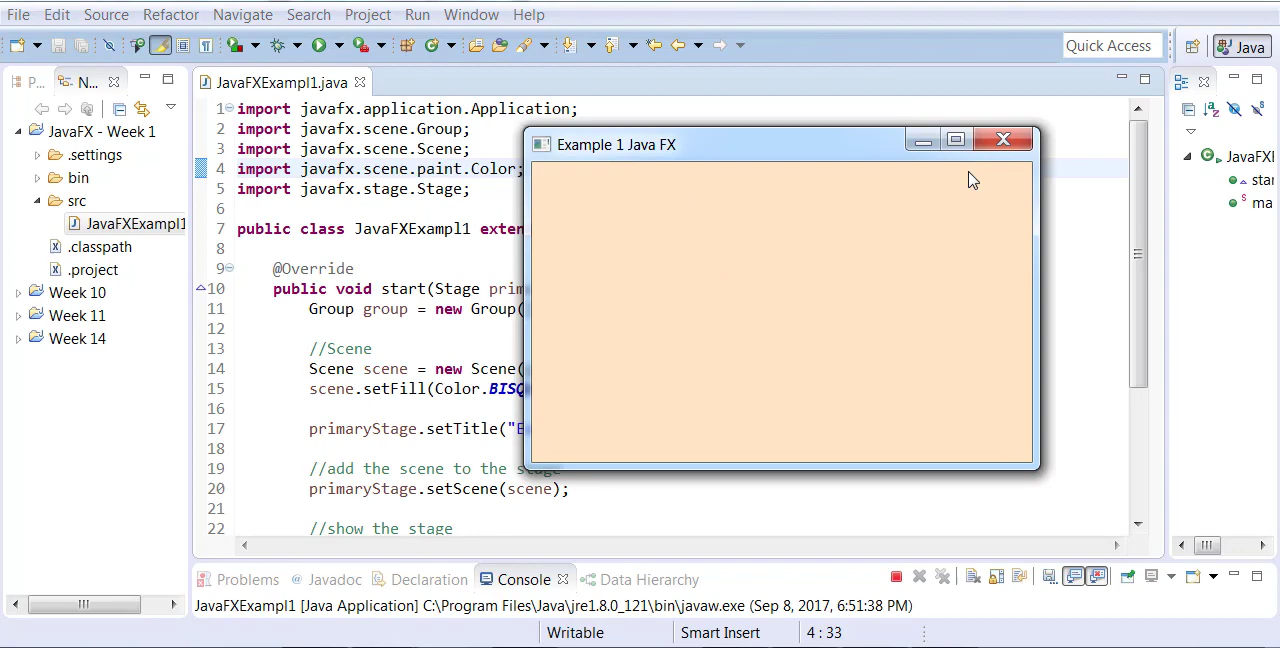 File Edit Source Refactor Navigate Search Project Run Window Help
Quick Access
Java
P...
N...
JavaFXExampl1.java
JavaFX - Week 1
.settings
bin
src
JavaFXExampl1
.classpath
.project
Week 10
Week 11
Week 14
1 import javafx.application.Application;
2 import javafx.scene.Group;
3 import javafx.scene.Scene;
4 import javafx.scene.paint.Color;
5 import javafx.stage.Stage;
6
7 public class JavaFXExampl1 exten
8
9 @Override
10 public void start(Stage prim
11 Group group = new Group(
12
13 //Scene
14 Scene scene = new Scene(
15 scene.setFill(Color.BISQ
16
17 primaryStage.setTitle("E
18
19 //add the scene to the stage
20 primaryStage.setScene(scene);
21
22 //show the stage
Example 1 Java FX
JavaFXE
star
ma
Problems @ Javadoc Declaration Console Data Hierarchy
JavaFXExampl1 [Java Application] C:\Program Files\Java\jre1.8.0_121\bin\javaw.exe (Sep 8, 2017, 6:51:38 PM)
Writable Smart Insert 4 : 33